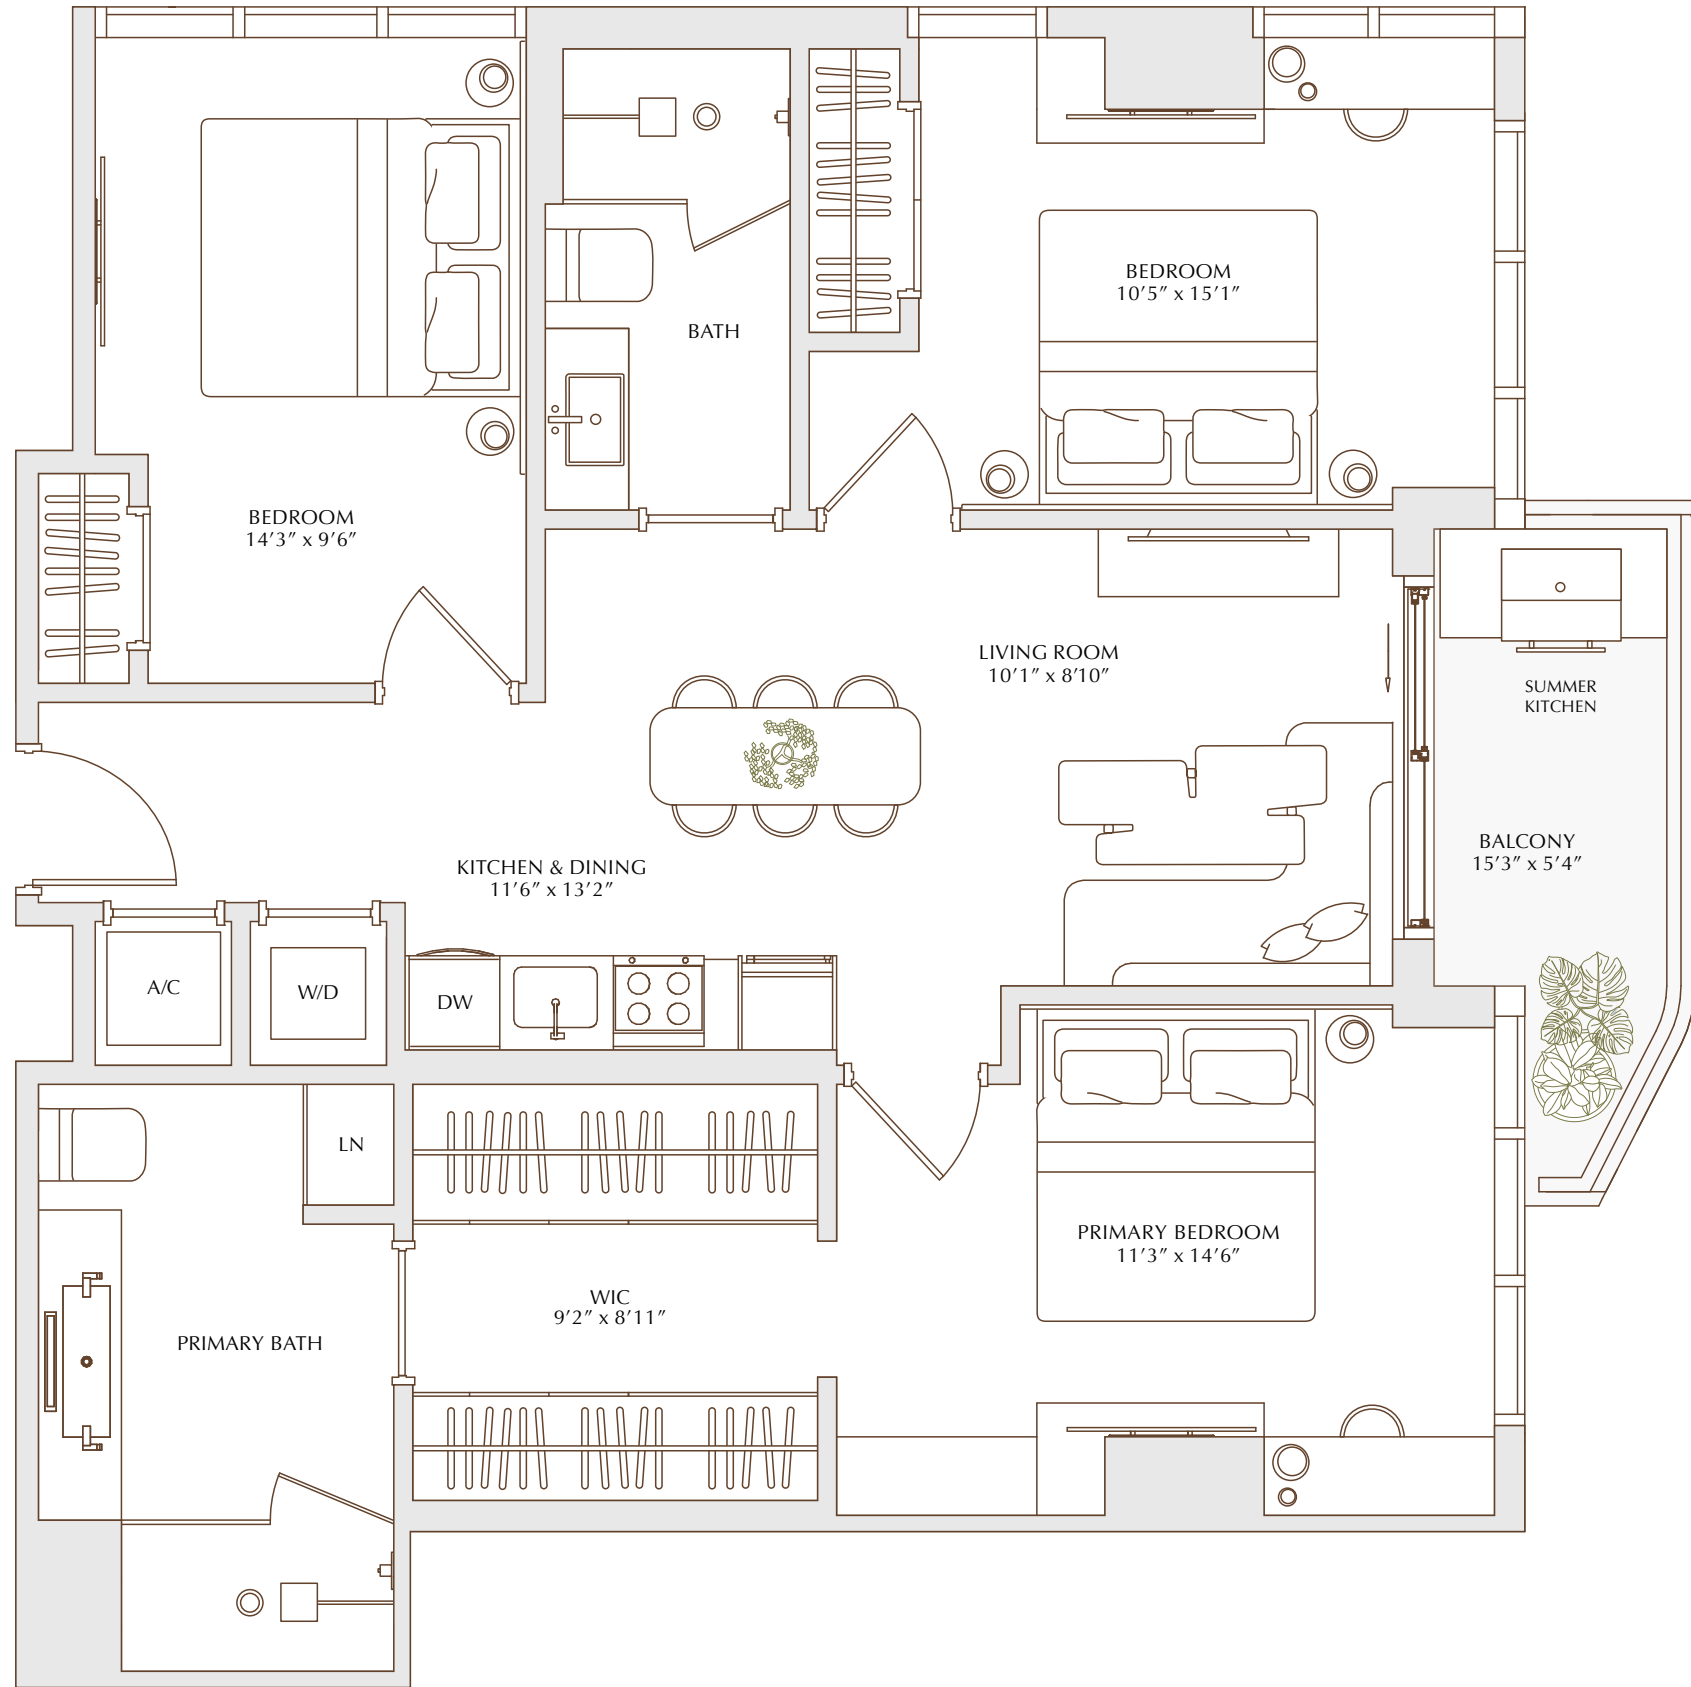 BEDROOM
10′5″ x 15′1″
BATH
BEDROOM
14′3″ x 9′6″
LIVING ROOM
10′1″ x 8′10″
SUMMER
KITCHEN
BALCONY
15′3″ x 5′4″
KITCHEN & DINING
11′6″ x 13′2″
A/C
W/D
DW
LN
PRIMARY BEDROOM
11′3″ x 14′6″
WIC
9′2″ x 8′11″
PRIMARY BATH